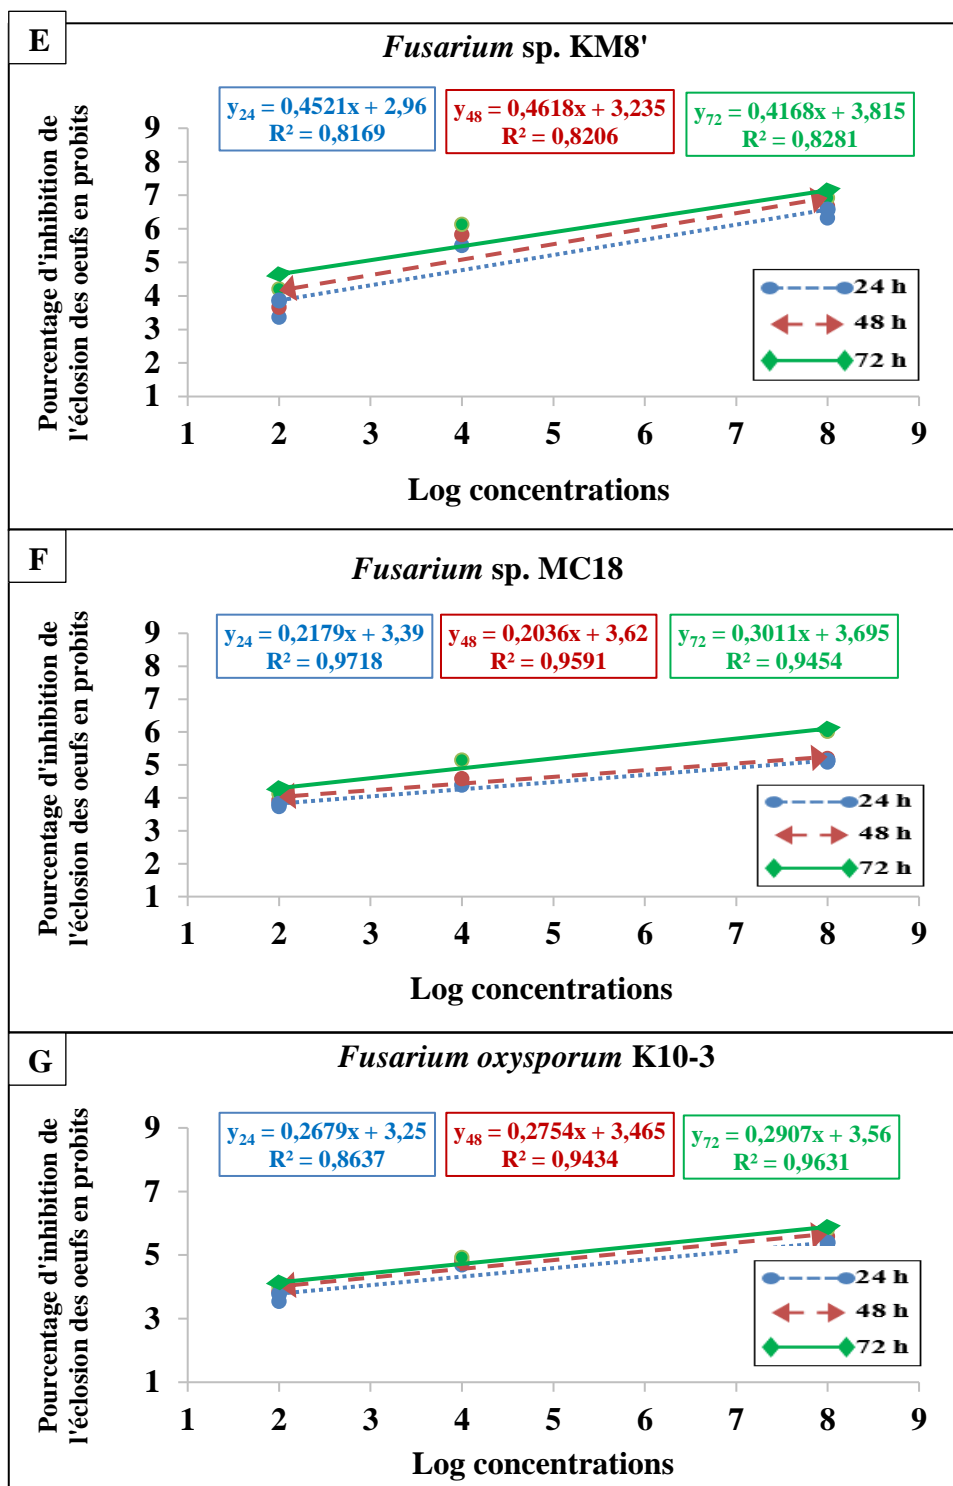 E
Fusarium sp. KM8'
y24 = 0,4521x + 2,96
R² = 0,8169
y48 = 0,4618x + 3,235
R² = 0,8206
y72 = 0,4168x + 3,815
R² = 0,8281
Pourcentage d'inhibition de
l'éclosion des oeufs en probits
9
8
7
6
5
4
3
2
1
24 h
48 h
72 h
1 2 3 4 5 6 7 8 9
Log concentrations
F
Fusarium sp. MC18
y24 = 0,2179x + 3,39
R² = 0,9718
y48 = 0,2036x + 3,62
R² = 0,9591
y72 = 0,3011x + 3,695
R² = 0,9454
Pourcentage d'inhibition de
l'éclosion des oeufs en probits
9
8
7
6
5
4
3
2
1
24 h
48 h
72 h
1 2 3 4 5 6 7 8 9
Log concentrations
G
Fusarium oxysporum K10-3
y24 = 0,2679x + 3,25
R² = 0,8637
y48 = 0,2754x + 3,465
R² = 0,9434
y72 = 0,2907x + 3,56
R² = 0,9631
Pourcentage d'inhibition de
l'éclosion des oeufs en probits
9
7
5
3
1
24 h
48 h
72 h
1 2 3 4 5 6 7 8 9
Log concentrations